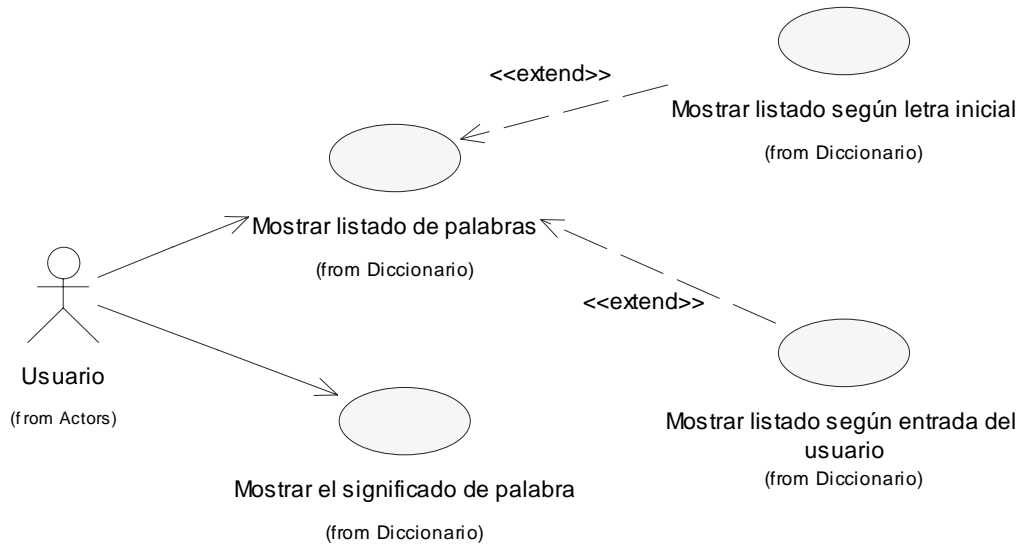 <<extend>>
Mostrar listado según letra inicial
(from Diccionario)
Mostrar listado de palabras
(from Diccionario)
<<extend>>
Usuario
(from Actors)
Mostrar listado según entrada del
usuario
(from Diccionario)
Mostrar el significado de palabra
(from Diccionario)